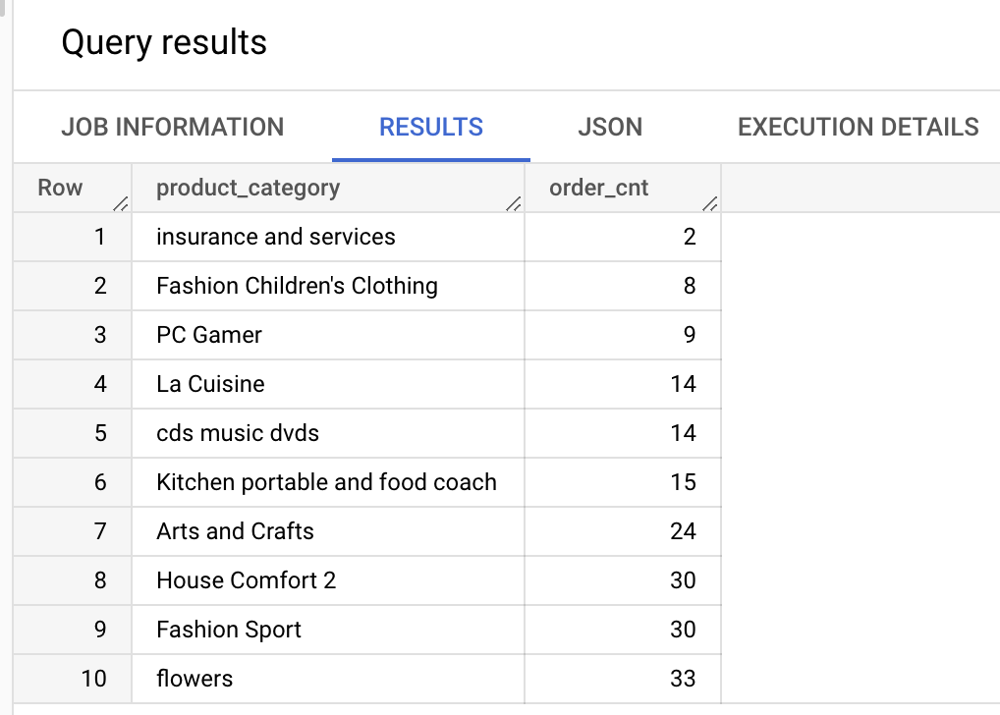 Query results
JOB INFORMATION RESULTS JSON EXECUTION DETAILS
Row product_category order_cnt
1 insurance and services 2
2 Fashion Children's Clothing 8
3 PC Gamer 9
4 La Cuisine 14
5 cds music dvds 14
6 Kitchen portable and food coach 15
7 Arts and Crafts 24
8 House Comfort 2 30
9 Fashion Sport 30
10 flowers 33